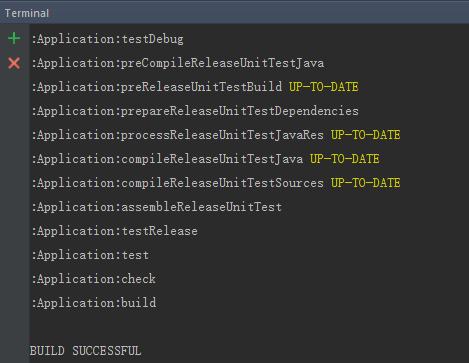 Terminal
:Application:testDebug
:Application:preCompileReleaseUnitTestJava
:Application:preReleaseUnitTestBuild UP-TO-DATE
:Application:prepareReleaseUnitTestDependencies
:Application:processReleaseUnitTestJavaRes UP-TO-DATE
:Application:compileReleaseUnitTestJava UP-TO-DATE
:Application:compileReleaseUnitTestSources UP-TO-DATE
:Application:assembleReleaseUnitTest
:Application:testRelease
:Application:test
:Application:check
:Application:build
BUILD SUCCESSFUL